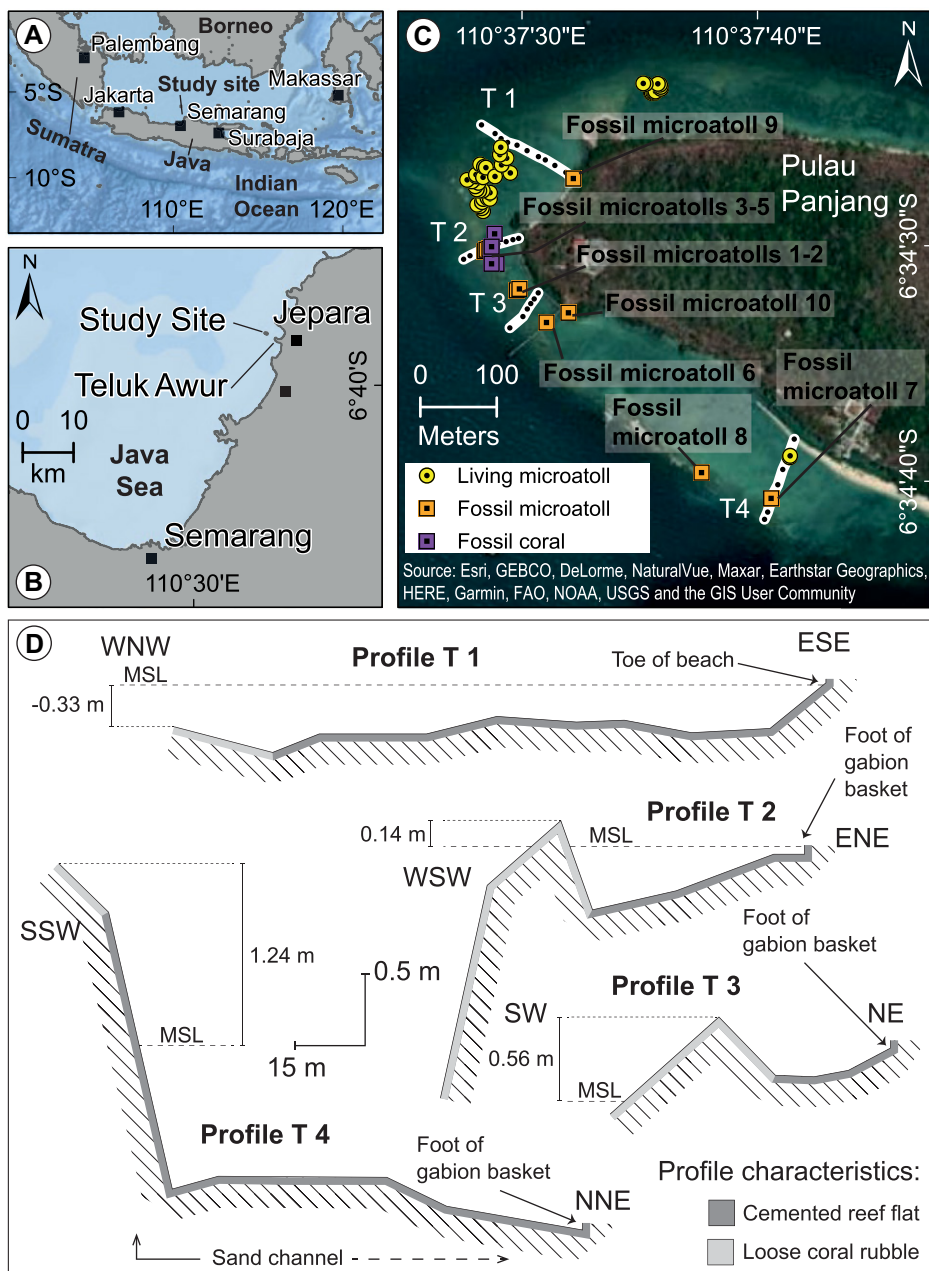 A
Borneo
Palembang
5°S
Study site
Makassar
Jakarta
Semarang
Surabaja
Sumatra
Java
10°S
Indian
Ocean
110°E
120°E
B
N
Jepara
Study Site
Teluk Awur
6°40'S
0 10
km
Java
Sea
Semarang
110°30'E
C
110°37'30"E
110°37'40"E
N
T 1
Fossil microatoll 9
Pulau
Panjang
Fossil microatolls 3-5
T 2
6°34'30"S
Fossil microatolls 1-2
T 3
Fossil microatoll 10
0 100
Meters
Fossil microatoll 6
Fossil
microatoll 7
Fossil
microatoll 8
6°34'40"S
T4
Living microatoll
Fossil microatoll
Fossil coral
Source: Esri, GEBCO, DeLorme, NaturalVue, Maxar, Earthstar Geographics,
HERE, Garmin, FAO, NOAA, USGS and the GIS User Community
D
WNW
Profile T 1
ESE
MSL
Toe of beach
-0.33 m
Foot of
gabion
basket
Profile T 2
0.14 m
MSL
ENE
WSW
SSW
1.24 m
Foot of
gabion basket
0.5 m
Profile T 3
SW
NE
MSL
15 m
0.56 m
MSL
Profile T 4
Foot of
gabion basket
NNE
Profile characteristics:
Cemented reef flat
Loose coral rubble
Sand channel